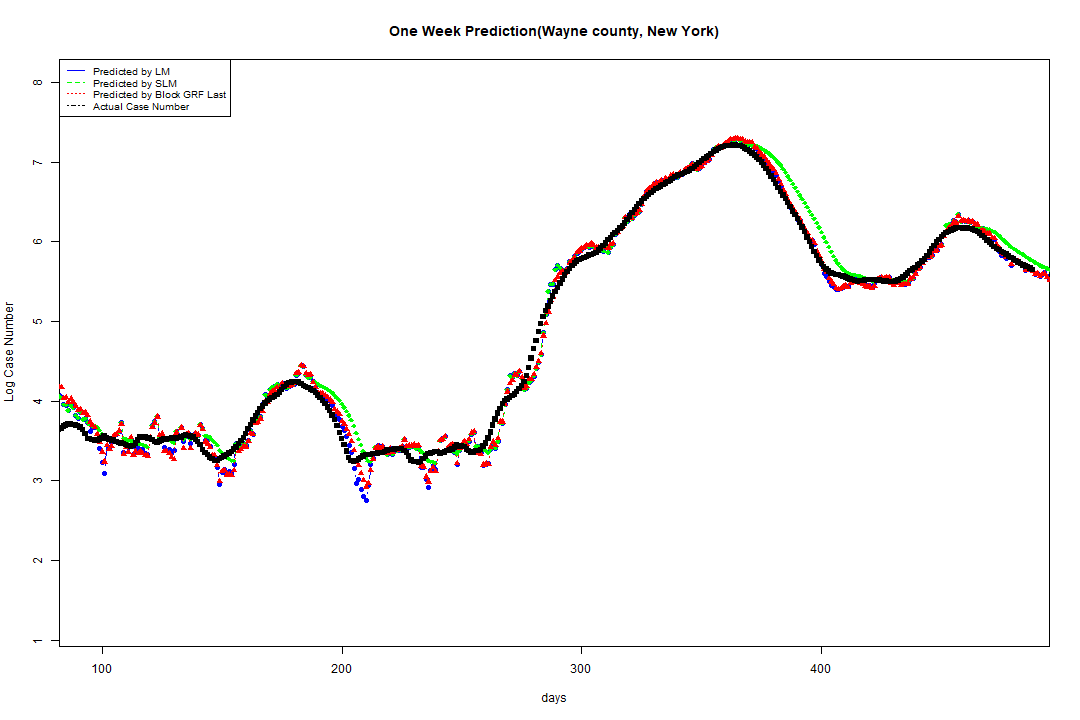 One Week Prediction(Wayne county, New York)
Predicted by LM
Predicted by SLM
Predicted by Block GRF Last
Actual Case Number
8
7
6
5
4
3
2
1
Log Case Number
100 200 300 400
days